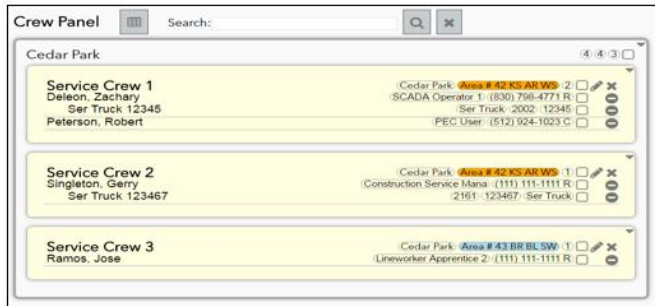 Crew Panel Search:
Cedar Park 4 4 3
Service Crew 1 Cedar Park Area # 42 KS AR WS 2
Deleon, Zachary SCADA Operator 1 (830) 798-4771 R
Ser Truck 12345 Ser Truck 2002 12345
Peterson, Robert PEC User (512) 924-1023 C
Service Crew 2 Cedar Park Area # 42 KS AR WS 1
Singleton, Gerry Construction Service Mana (111) 111-1111 R
Ser Truck 123467 2161 123467 Ser Truck
Service Crew 3 Cedar Park Area # 43 BR BL SW 1
Ramos, Jose Lineworker Apprentice 2 (111) 111-1111 R